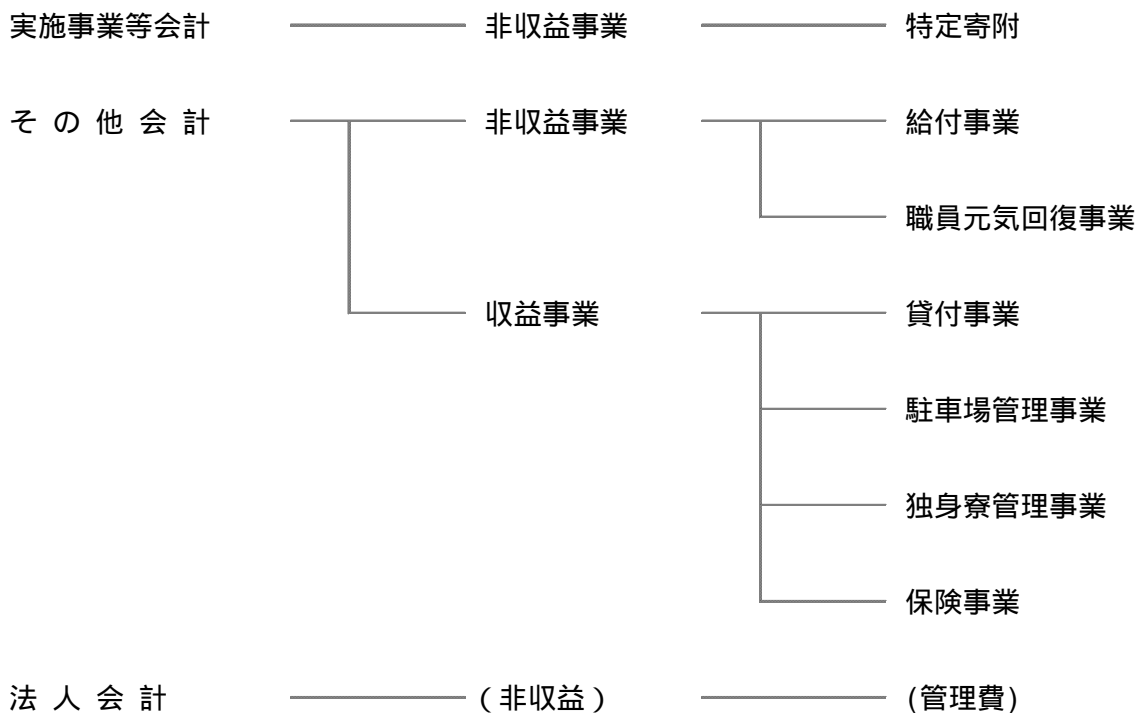 実施事業等会計 非収益事業 特定寄附
その他会計 非収益事業 給付事業
職員元気回復事業
収益事業 貸付事業
駐車場管理事業
独身寮管理事業
保険事業
法人会計 (非収益) (管理費)